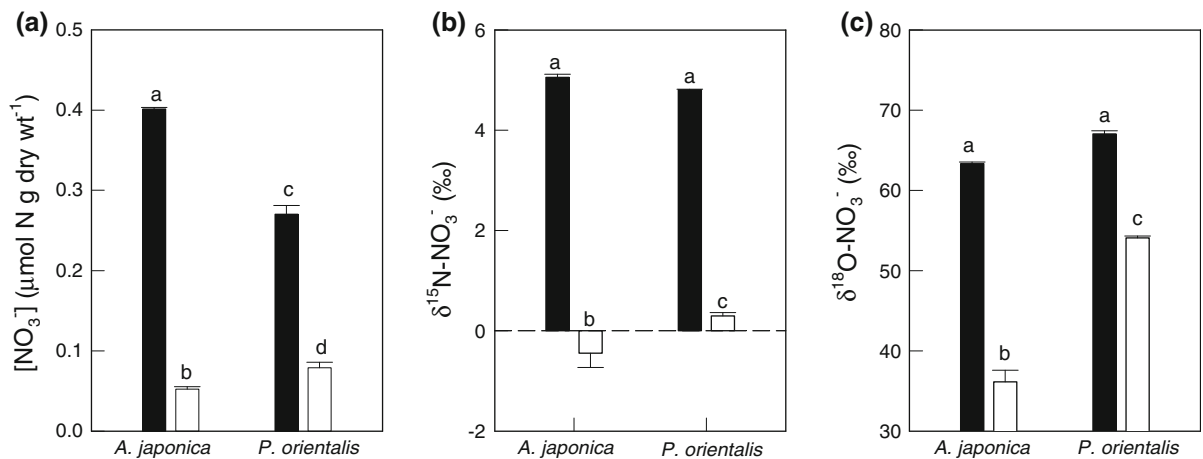 (a)
[NO₃⁻] (μmol N g dry wt⁻¹)
0.5
0.4
0.3
0.2
0.1
0.0
a
b
c
d
A. japonica
P. orientalis
(b)
δ¹⁵N-NO₃⁻ (‰)
6
4
2
0
-2
a
b
a
c
A. japonica
P. orientalis
(c)
δ¹⁸O-NO₃⁻ (‰)
80
70
60
50
40
30
a
b
a
c
A. japonica
P. orientalis